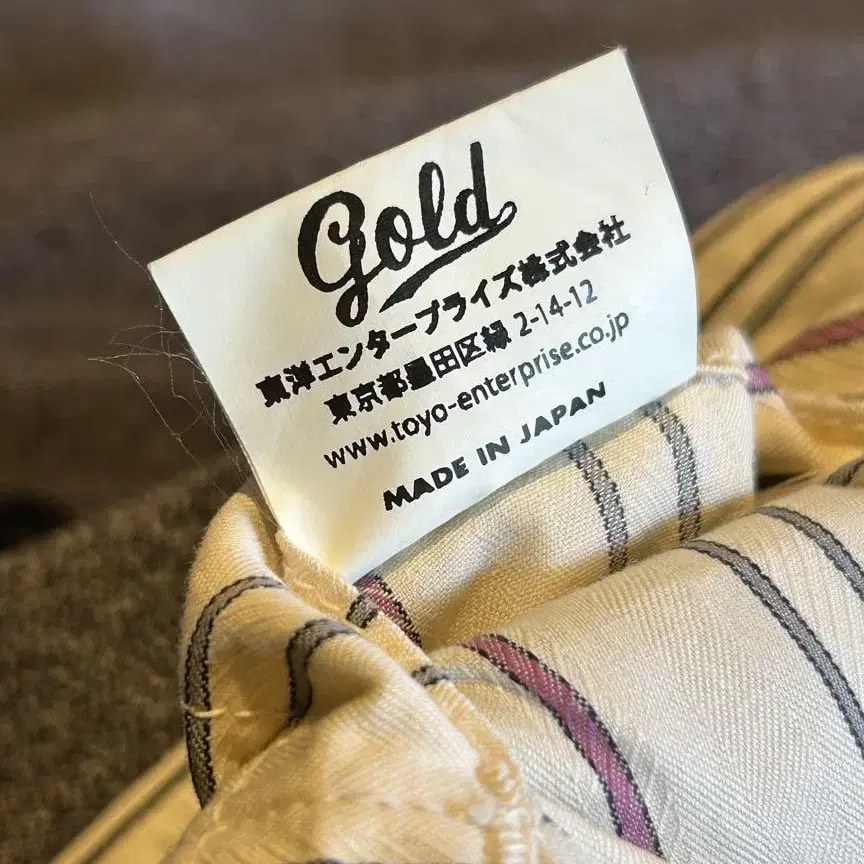 Gold
東洋エンタープライズ株式会社
東京都墨田区緑 2-14-12
www.toyo-enterprise.co.jp
MADE IN JAPAN